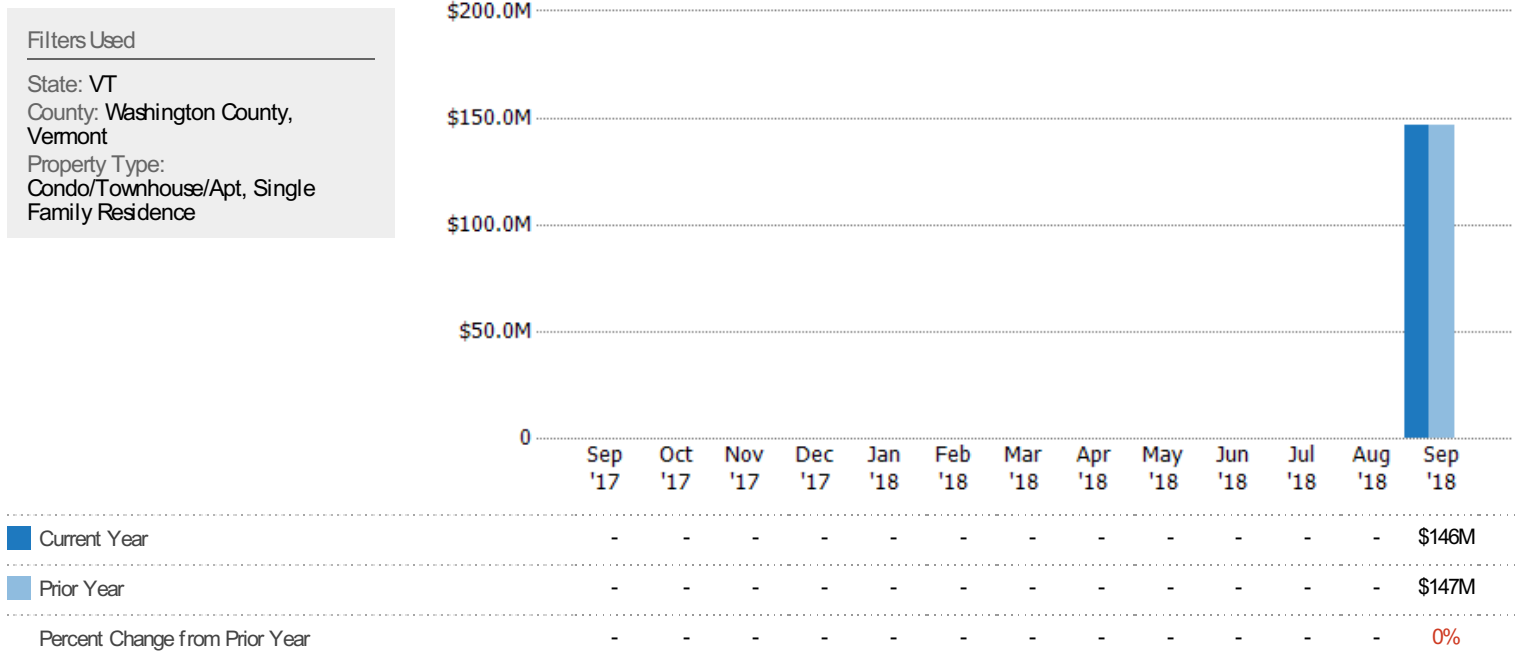 Filters Used
State: VT
County: Washington County,
Vermont
Property Type:
Condo/Townhouse/Apt, Single
Family Residence
$200.0M
$150.0M
$100.0M
$50.0M
0
Sep Oct Nov Dec Jan Feb Mar Apr May Jun Jul Aug Sep
'17 '17 '17 '17 '18 '18 '18 '18 '18 '18 '18 '18 '18
Current Year - - - - - - - - - - - - $146M
Prior Year - - - - - - - - - - - - $147M
Percent Change from Prior Year - - - - - - - - - - - - 0%